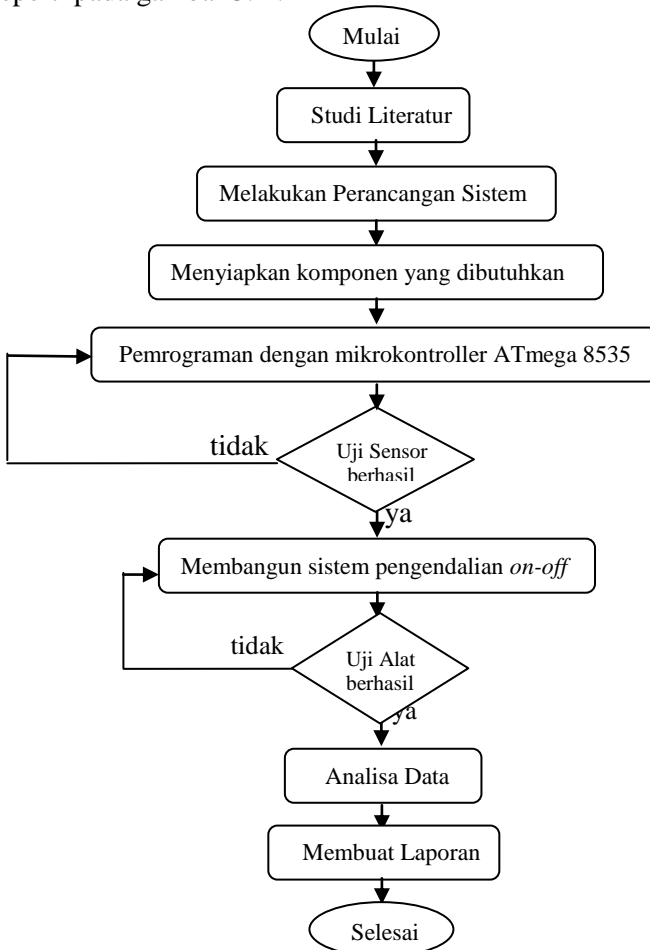 Mulai
Studi Literatur
Melakukan Perancangan Sistem
Menyiapkan komponen yang dibutuhkan
Pemrograman dengan mikrokontroller ATmega 8535
tidak
Uji Sensor
berhasil
ya
Membangun sistem pengendalian on-off
tidak
Uji Alat
berhasil
ya
Analisa Data
Membuat Laporan
Selesai